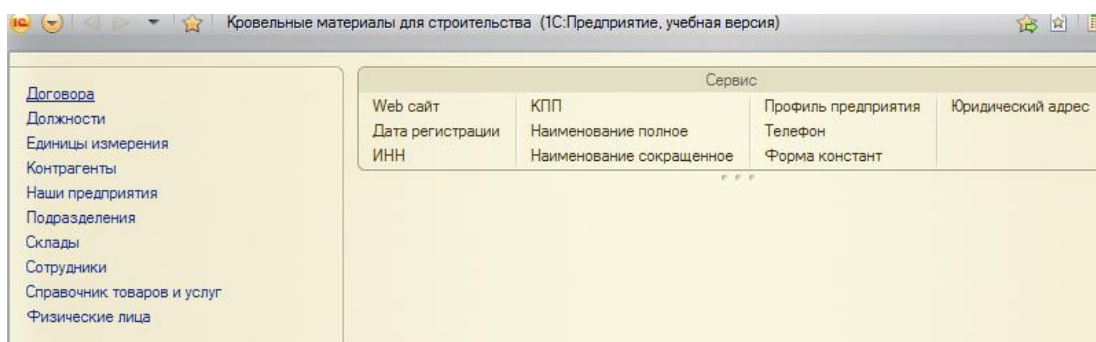 1С Кровельные материалы для строительства (1С:Предприятие, учебная версия)
Договора
Должности
Единицы измерения
Контрагенты
Наши предприятия
Подразделения
Склады
Сотрудники
Справочник товаров и услуг
Физические лица
Сервис
Web сайт
Дата регистрации
ИНН
КПП
Наименование полное
Наименование сокращенное
Профиль предприятия
Телефон
Форма констант
Юридический адрес